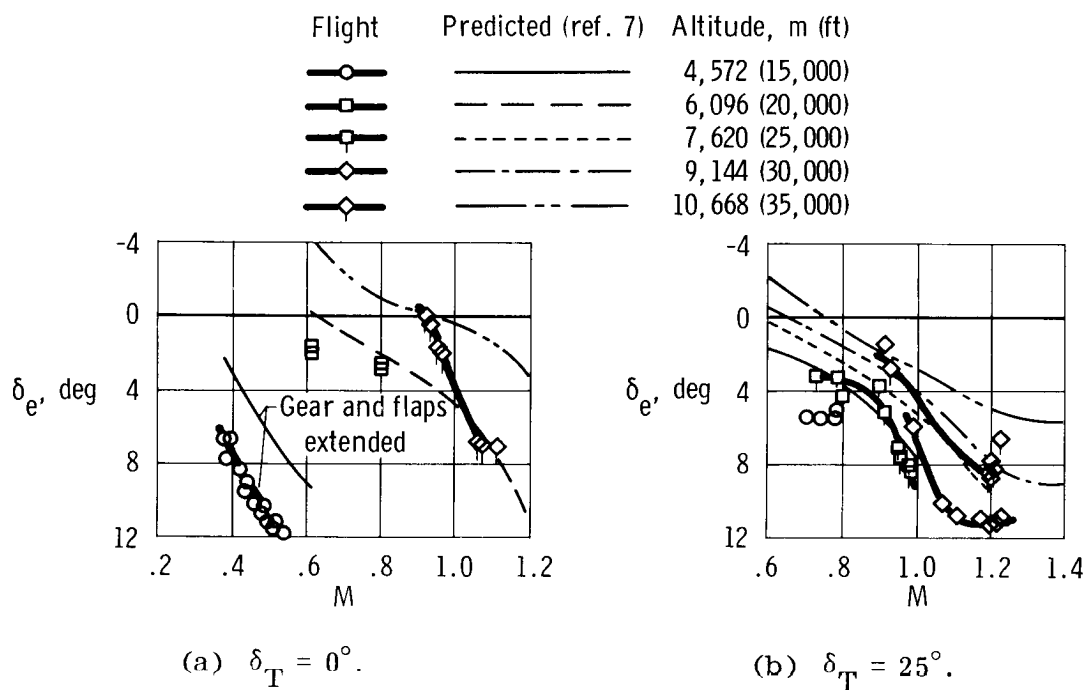 Flight Predicted (ref. 7) Altitude, m (ft)
4,572 (15,000)
6,096 (20,000)
7,620 (25,000)
9,144 (30,000)
10,668 (35,000)
-4
0
δe, deg 4
8
12
Gear and flaps
extended
.2 .4 .6 .8 1.0 1.2
M
(a) δT = 0°.
-4
0
4
8
12
.6 .8 1.0 1.2 1.4
M
(b) δT = 25°.